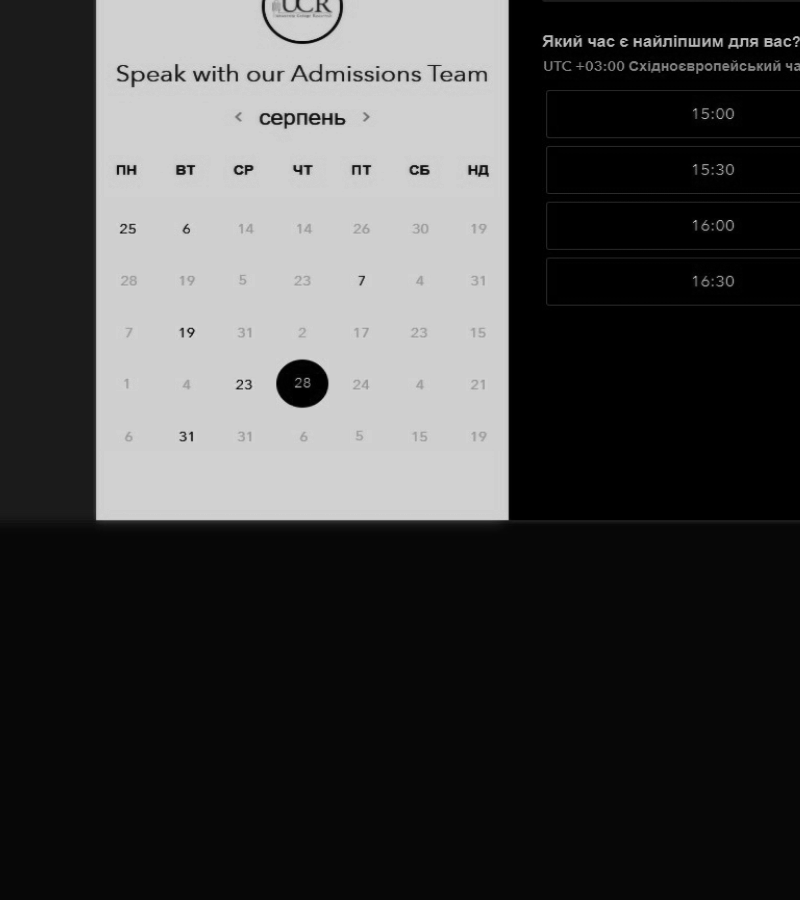 UCR
Speak with our Admissions Team
< серпень >
ПН ВТ СР ЧТ ПТ СБ НД
25 6 14 14 26 30 19
28 19 5 23 7 4 31
7 19 31 2 17 23 15
1 4 23 28 24 4 21
6 31 31 6 5 15 19
Який час є найліпшим для вас?
UTC +03:00 Східноєвропейський ча
15:00
15:30
16:00
16:30